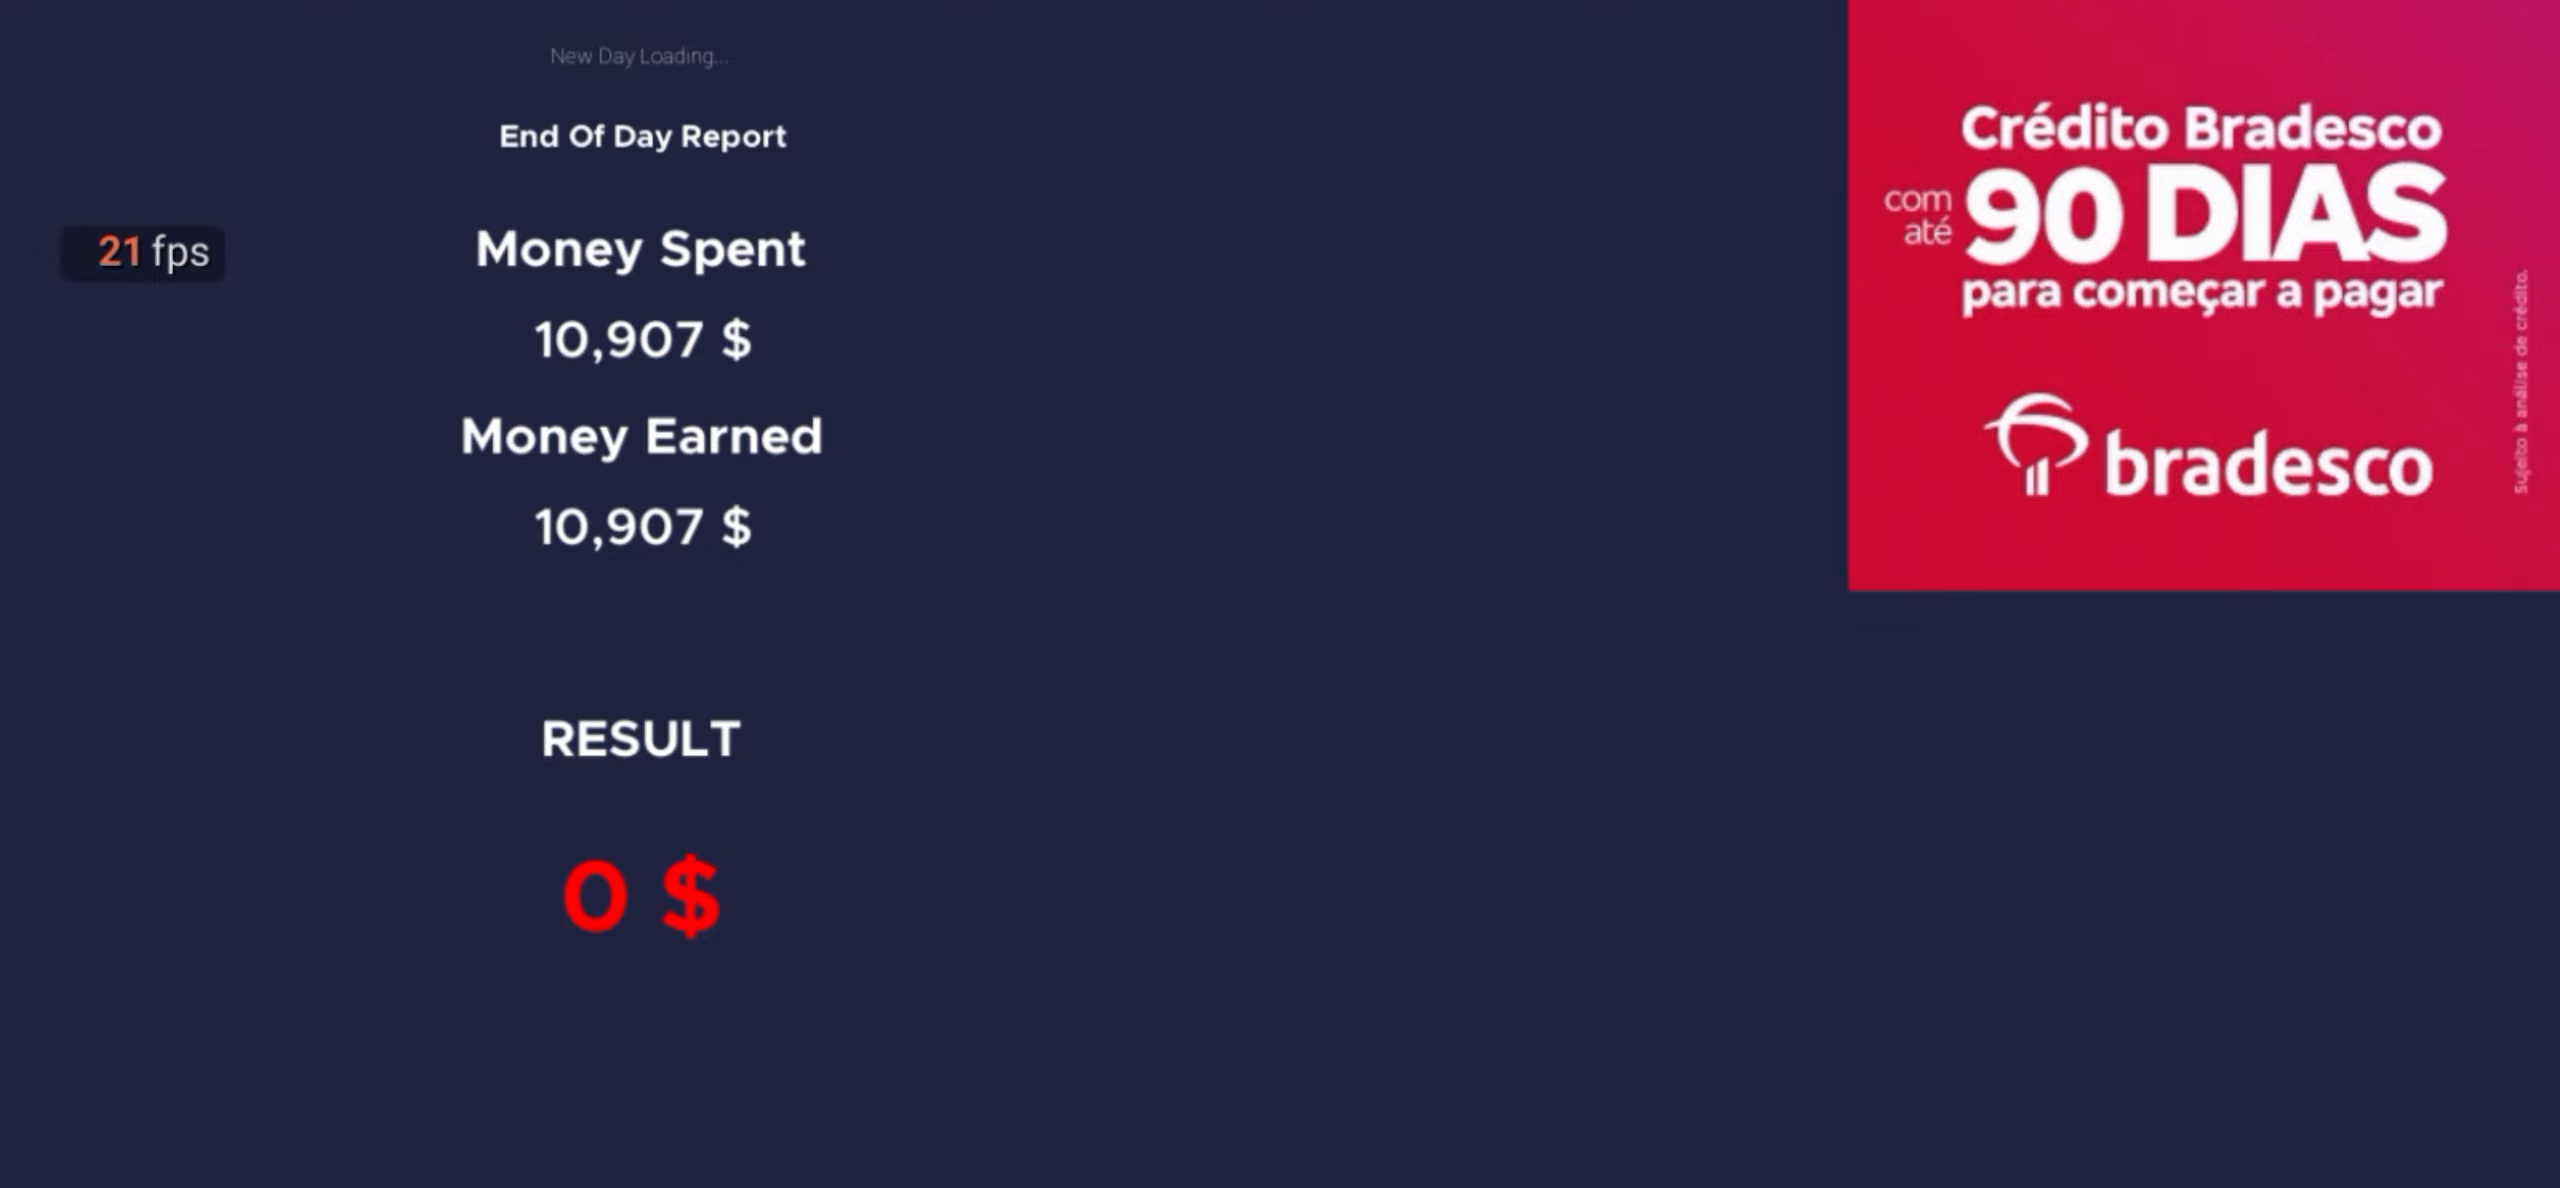 New Day Loading...
End Of Day Report
21 fps
Money Spent
10,907 $
Money Earned
10,907 $
RESULT
0 $
Crédito Bradesco
com até 90 DIAS
para começar a pagar
bradesco
Sujeito à análise de crédito.